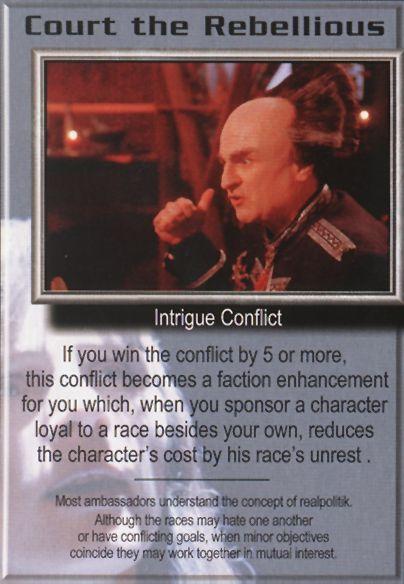 Court the Rebellious
Intrigue Conflict
If you win the conflict by 5 or more,
this conflict becomes a faction enhancement
for you which, when you sponsor a character
loyal to a race besides your own, reduces
the character's cost by his race's unrest .
Most ambassadors understand the concept of realpolitik.
Although the races may hate one another
or have conflicting goals, when minor objectives
coincide they may work together in mutual interest.